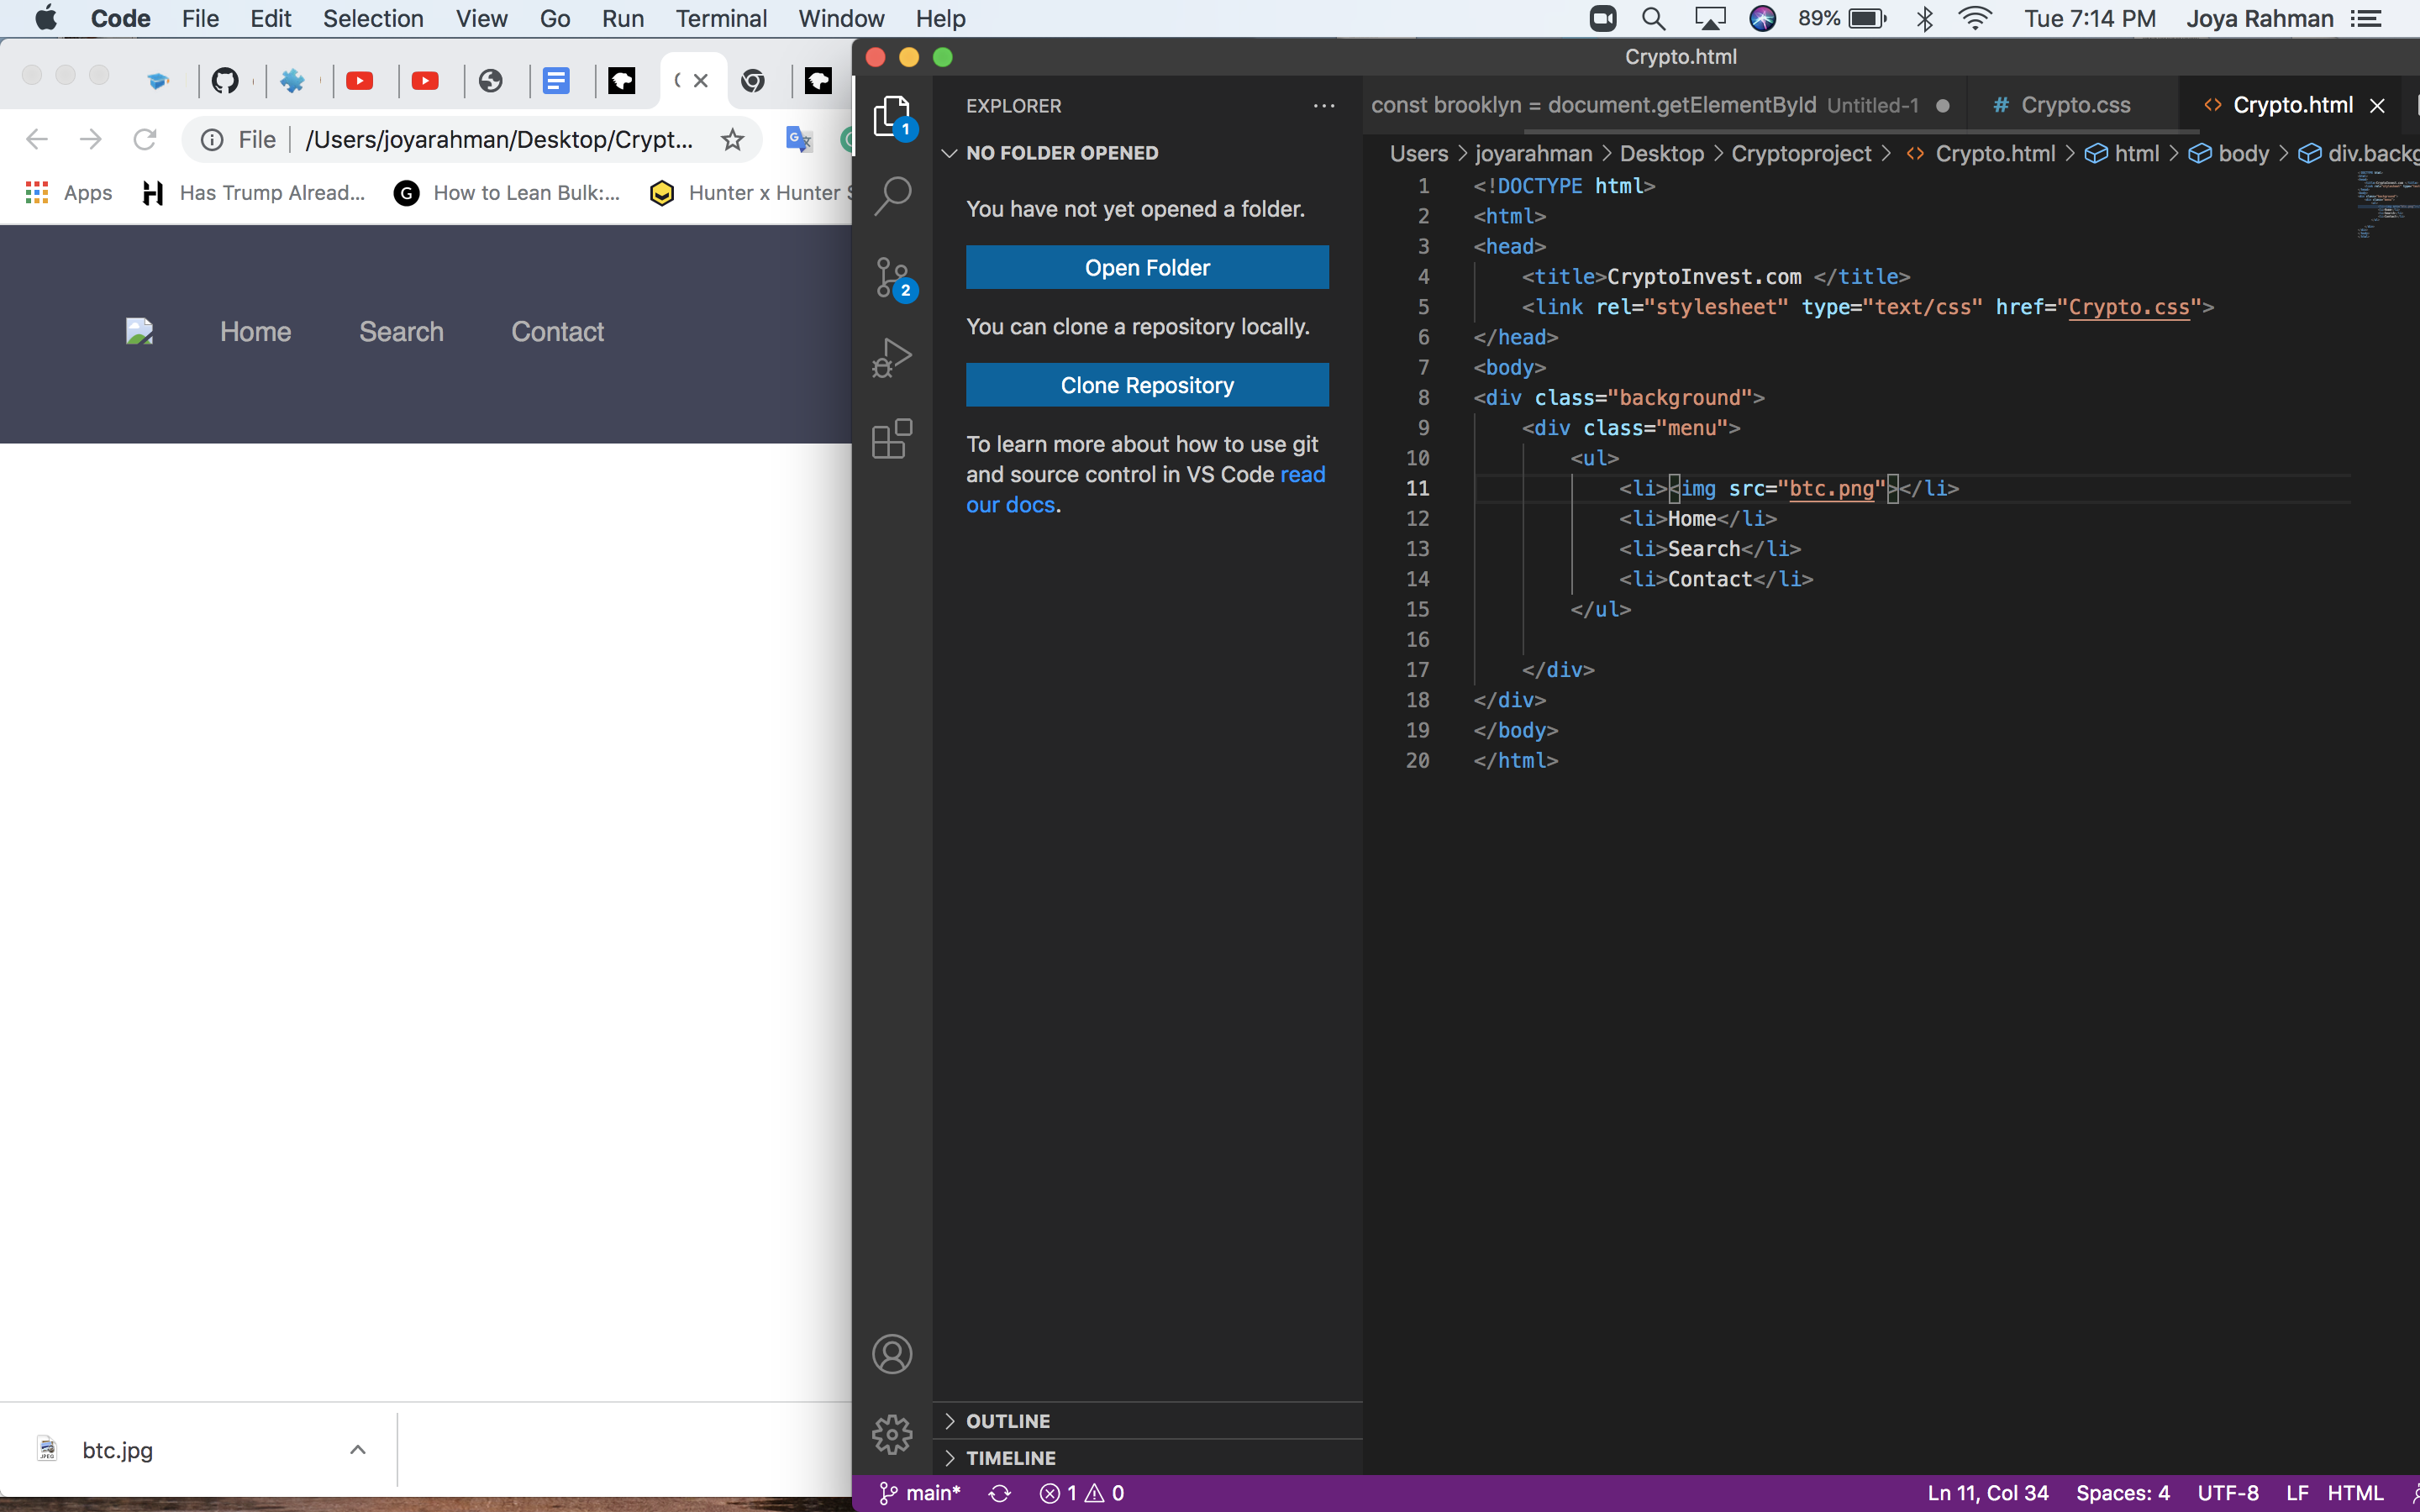 Code File Edit Selection View Go Run Terminal Window Help 89% Tue 7:14 PM Joya Rahman
Crypto.html
File /Users/joyarahman/Desktop/Crypt...
Apps Has Trump Alread... How to Lean Bulk:... Hunter x Hunter S
Home Search Contact
btc.jpg
1
2
EXPLORER ...
NO FOLDER OPENED
You have not yet opened a folder.
Open Folder
You can clone a repository locally.
Clone Repository
To learn more about how to use git
and source control in VS Code read
our docs.
OUTLINE
TIMELINE
const brooklyn = document.getElementById Untitled-1 # Crypto.css <> Crypto.html
Users > joyarahman > Desktop > Cryptoproject > <> Crypto.html > html > body > div.backg
1 <!DOCTYPE html>
2 <html>
3 <head>
4 <title>CryptoInvest.com </title>
5 <link rel="stylesheet" type="text/css" href="Crypto.css">
6 </head>
7 <body>
8 <div class="background">
9 <div class="menu">
10 <ul>
11 <li><img src="btc.png"></li>
12 <li>Home</li>
13 <li>Search</li>
14 <li>Contact</li>
15 </ul>
16
17 </div>
18 </div>
19 </body>
20 </html>
main* 1 0 Ln 11, Col 34 Spaces: 4 UTF-8 LF HTML